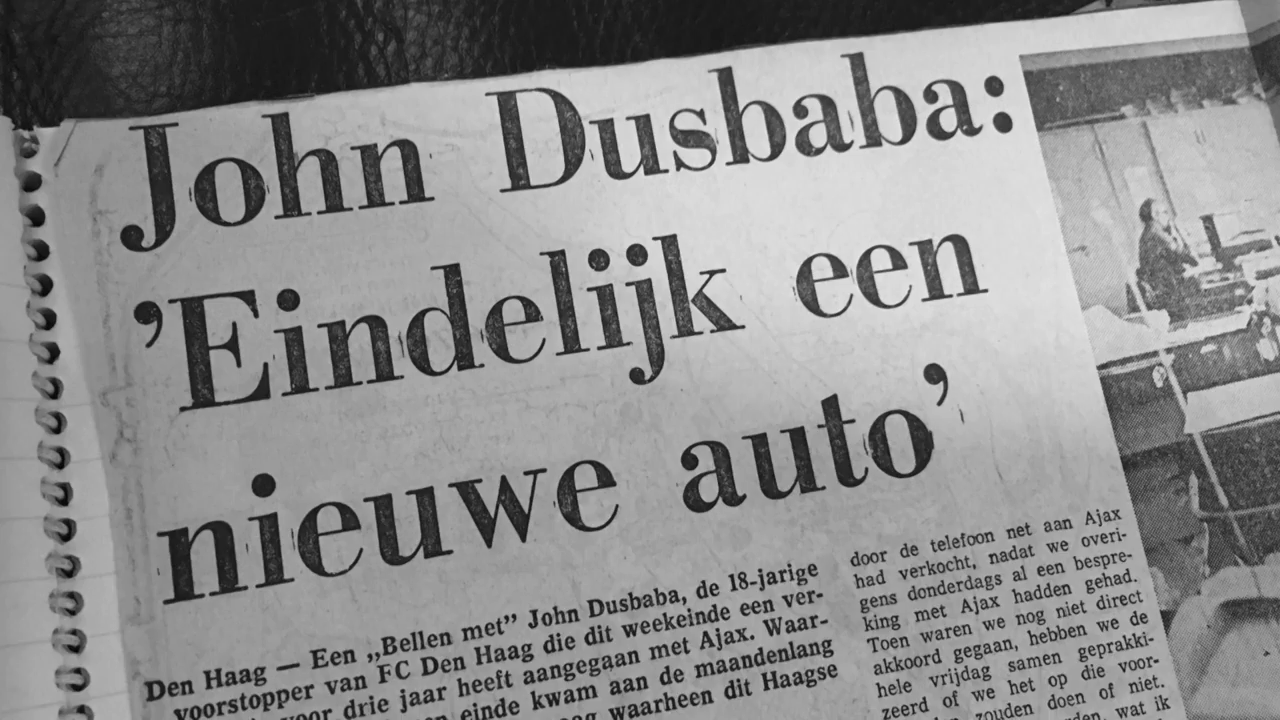 John Dusbaba:
’Eindelijk een
nieuwe auto’
Den Haag — Een „Bellen met” John Dusbaba, de 18-jarige
voorstopper van FC Den Haag die dit weekeinde een ver-
voor drie jaar heeft aangegaan met Ajax. Waar-
einde kwam aan de maandenlang
waarheen dit Haagse
door de telefoon net aan Ajax
had verkocht, nadat we overi-
gens donderdags al een bespre-
king met Ajax hadden gehad.
Toen waren we nog niet direct
akkoord gegaan, hebben we de
hele vrijdag samen geprakki-
zeerd of we het op die voor-
zouden doen of niet.
wat ik